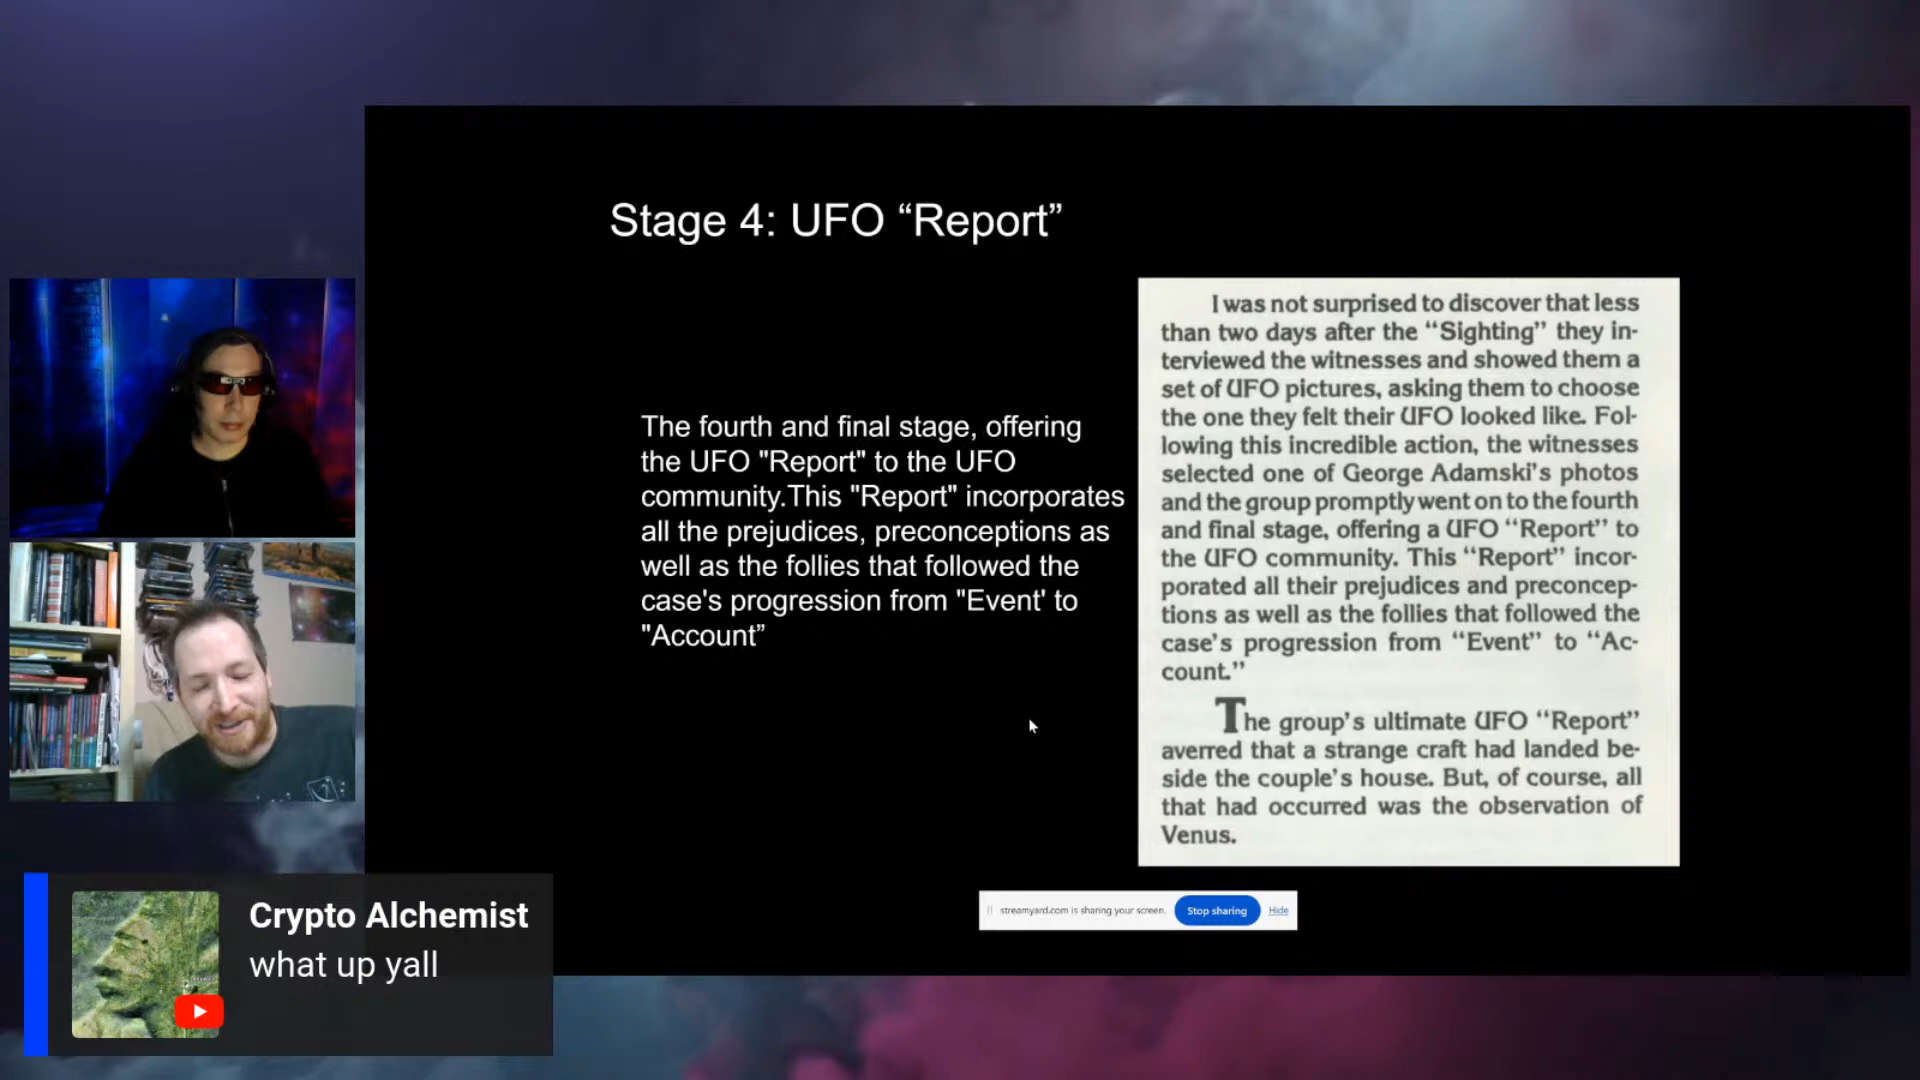 Stage 4: UFO “Report”
The fourth and final stage, offering
the UFO "Report" to the UFO
community.This "Report" incorporates
all the prejudices, preconceptions as
well as the follies that followed the
case's progression from "Event' to
"Account”
I was not surprised to discover that less
than two days after the “Sighting” they in-
terviewed the witnesses and showed them a
set of UFO pictures, asking them to choose
the one they felt their UFO looked like. Fol-
lowing this incredible action, the witnesses
selected one of George Adamski’s photos
and the group promptly went on to the fourth
and final stage, offering a UFO “Report” to
the UFO community. This “Report” incor-
porated all their prejudices and preconcep-
tions as well as the follies that followed the
case’s progression from “Event” to “Ac-
count.”
The group’s ultimate UFO “Report”
averred that a strange craft had landed be-
side the couple’s house. But, of course, all
that had occurred was the observation of
Venus.
streamyard.com is sharing your screen.
Stop sharing
Hide
Crypto Alchemist
what up yall